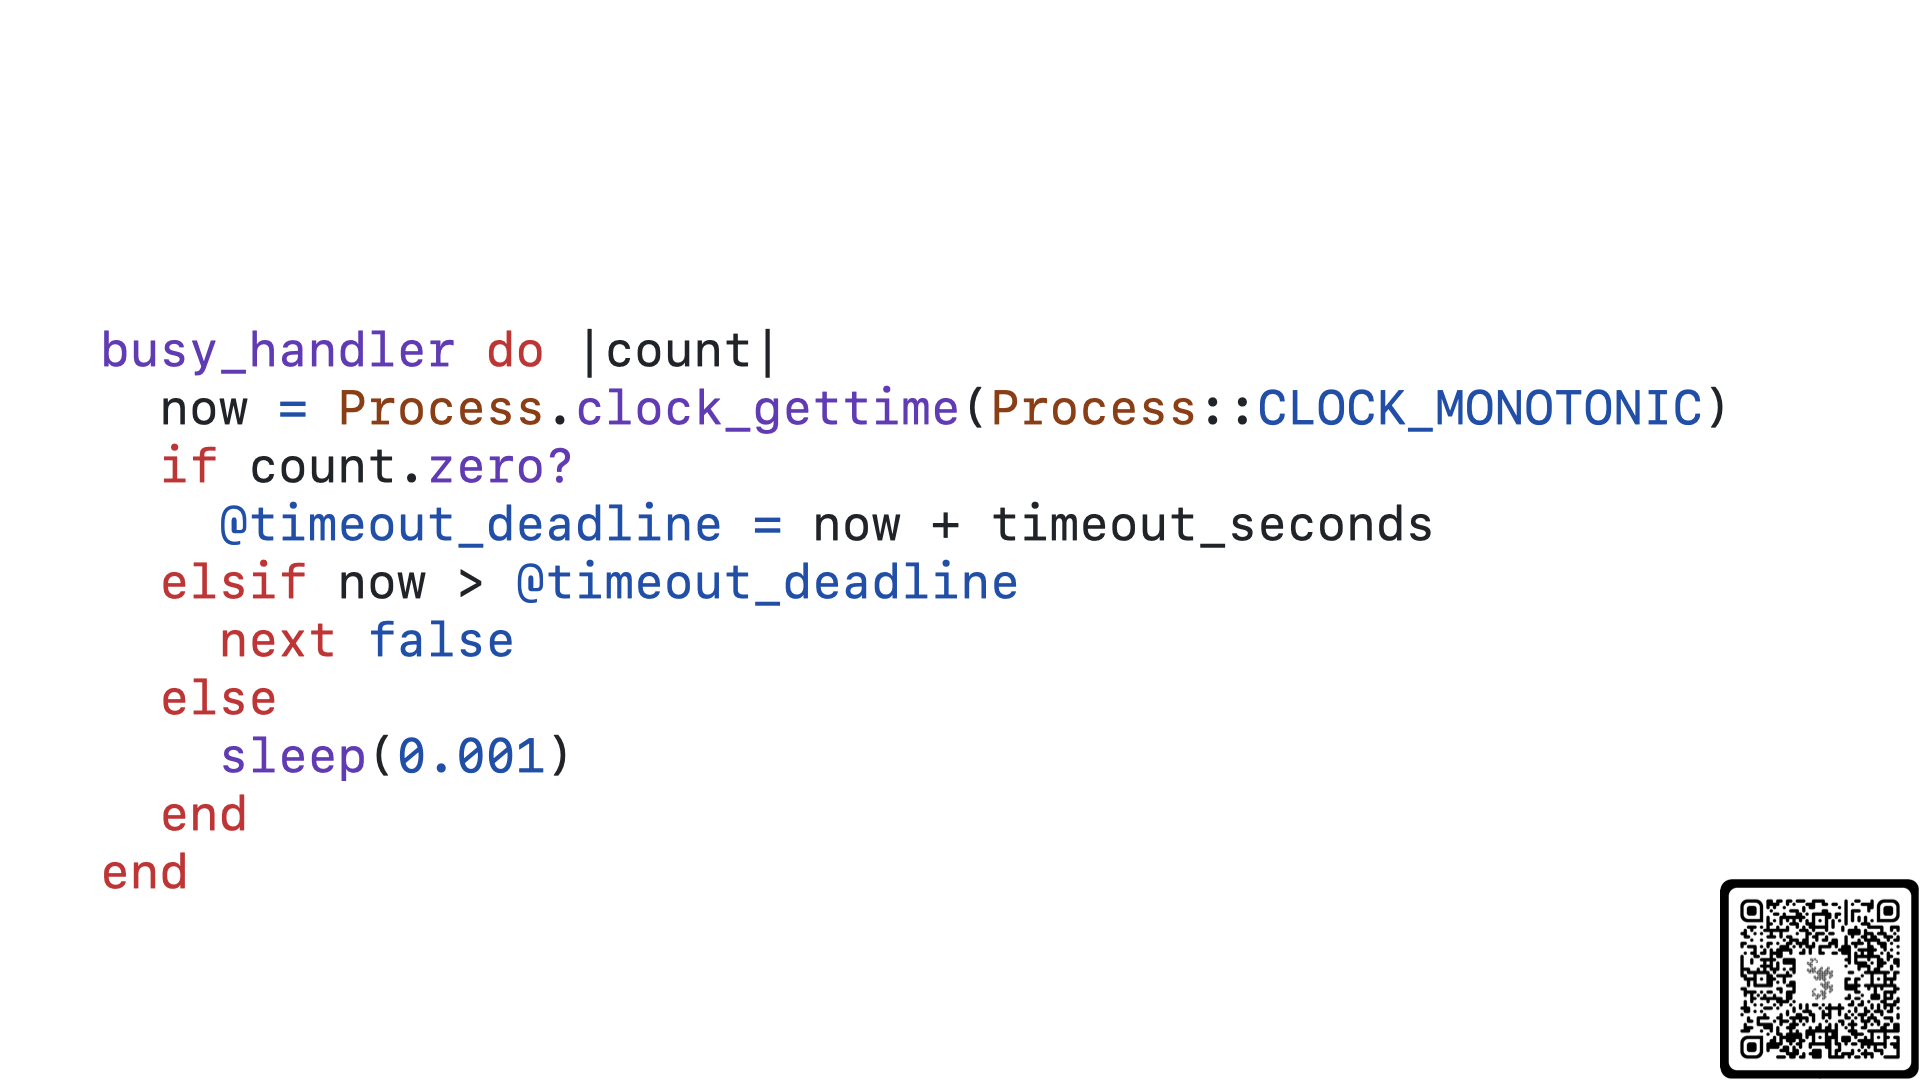 busy_handler do |count|
  now = Process.clock_gettime(Process::CLOCK_MONOTONIC)
  if count.zero?
    @timeout_deadline = now + timeout_seconds
  elsif now > @timeout_deadline
    next false
  else
    sleep(0.001)
  end
end